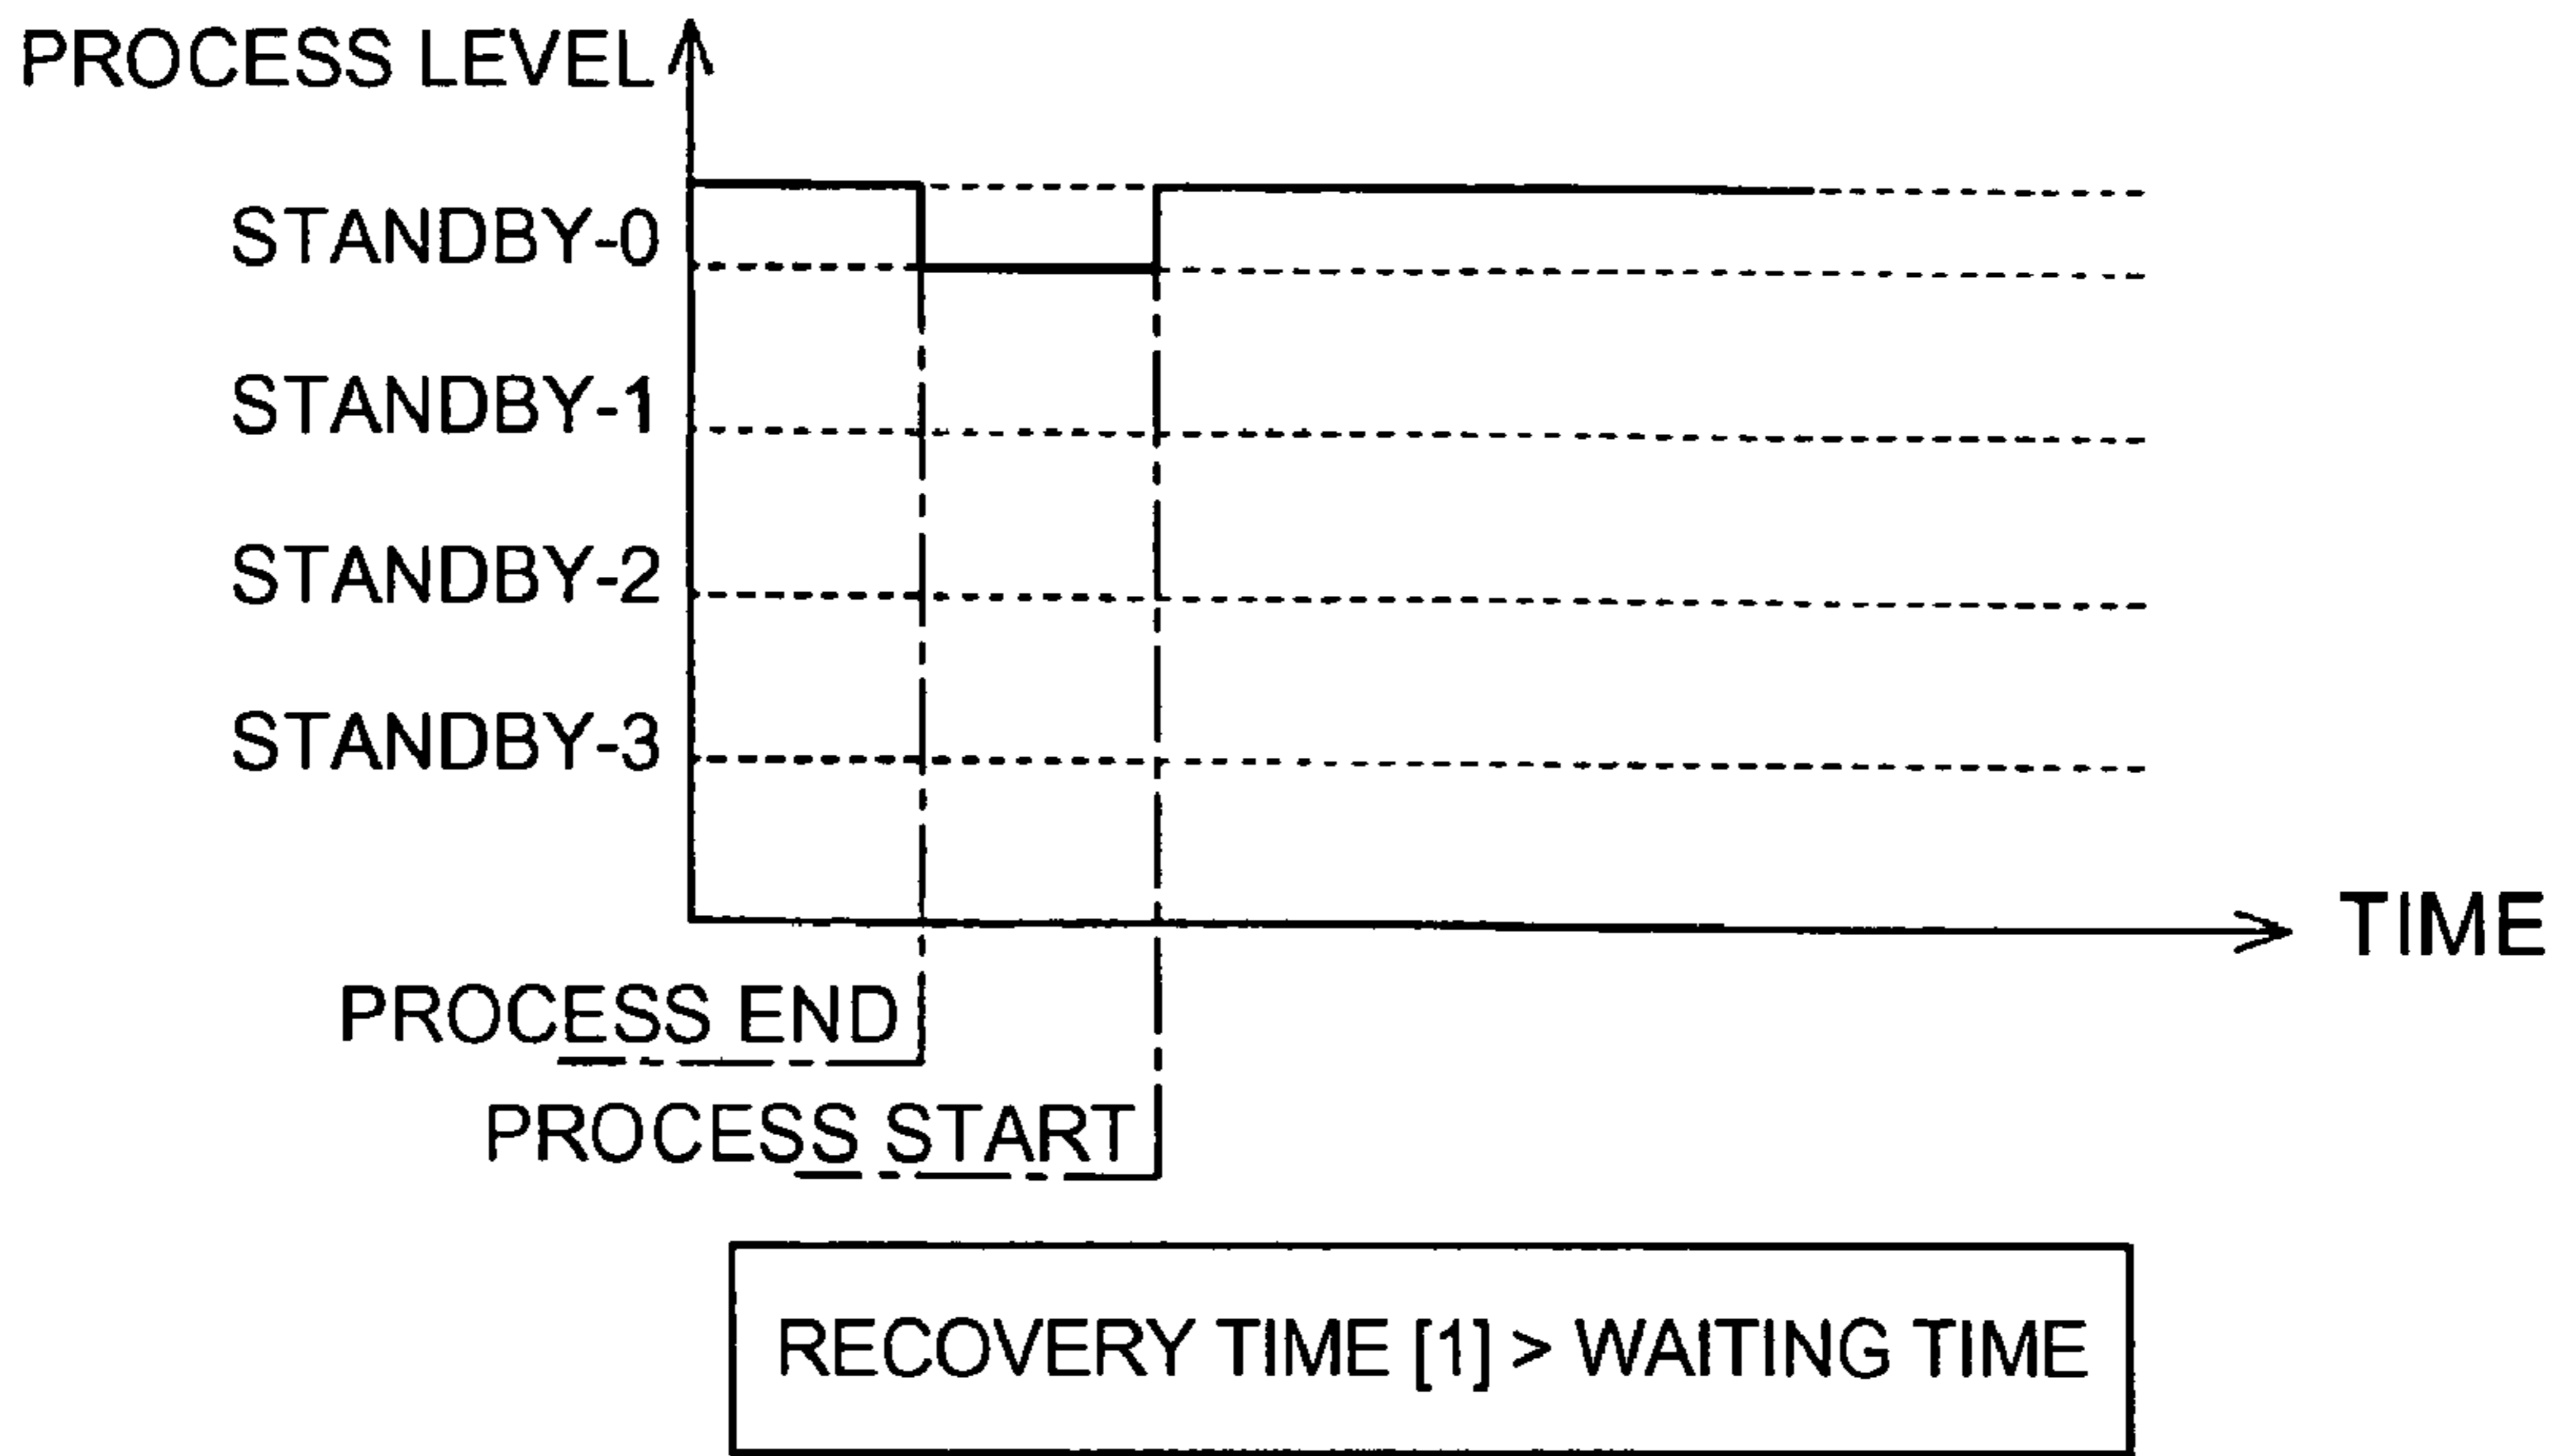 PROCESS LEVEL
STANDBY-0
STANDBY-1
STANDBY-2
STANDBY-3
TIME
PROCESS END
PROCESS START
RECOVERY TIME [1] > WAITING TIME